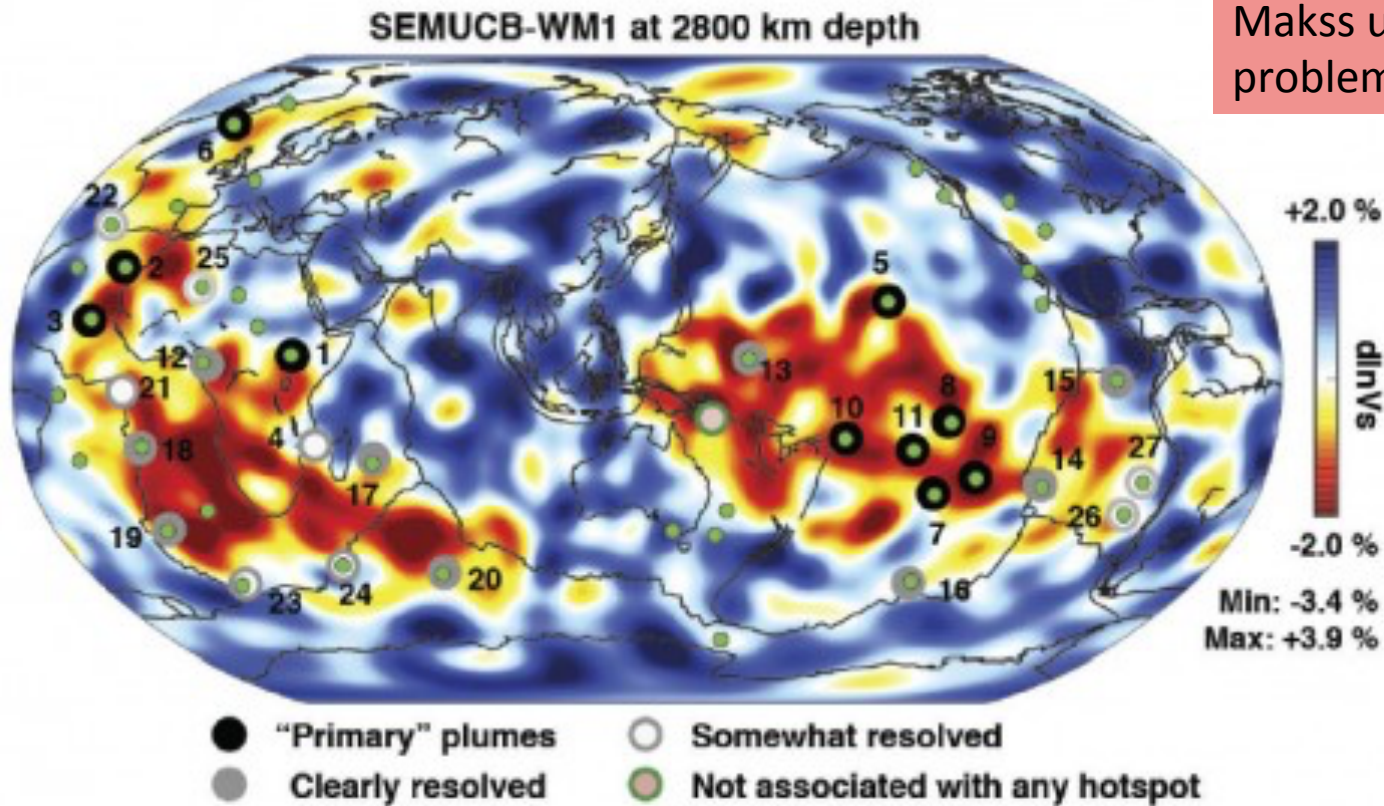 SEMUCB-WM1 at 2800 km depth
Makss u
problem
6
22
2
25
3
12
1
21
4
18
17
19
23
24
20
5
13
8
10
11
9
7
15
14
27
26
16
+2.0 %
dlnVs
-2.0 %
Min: -3.4 %
Max: +3.9 %
"Primary" plumes
Somewhat resolved
Clearly resolved
Not associated with any hotspot